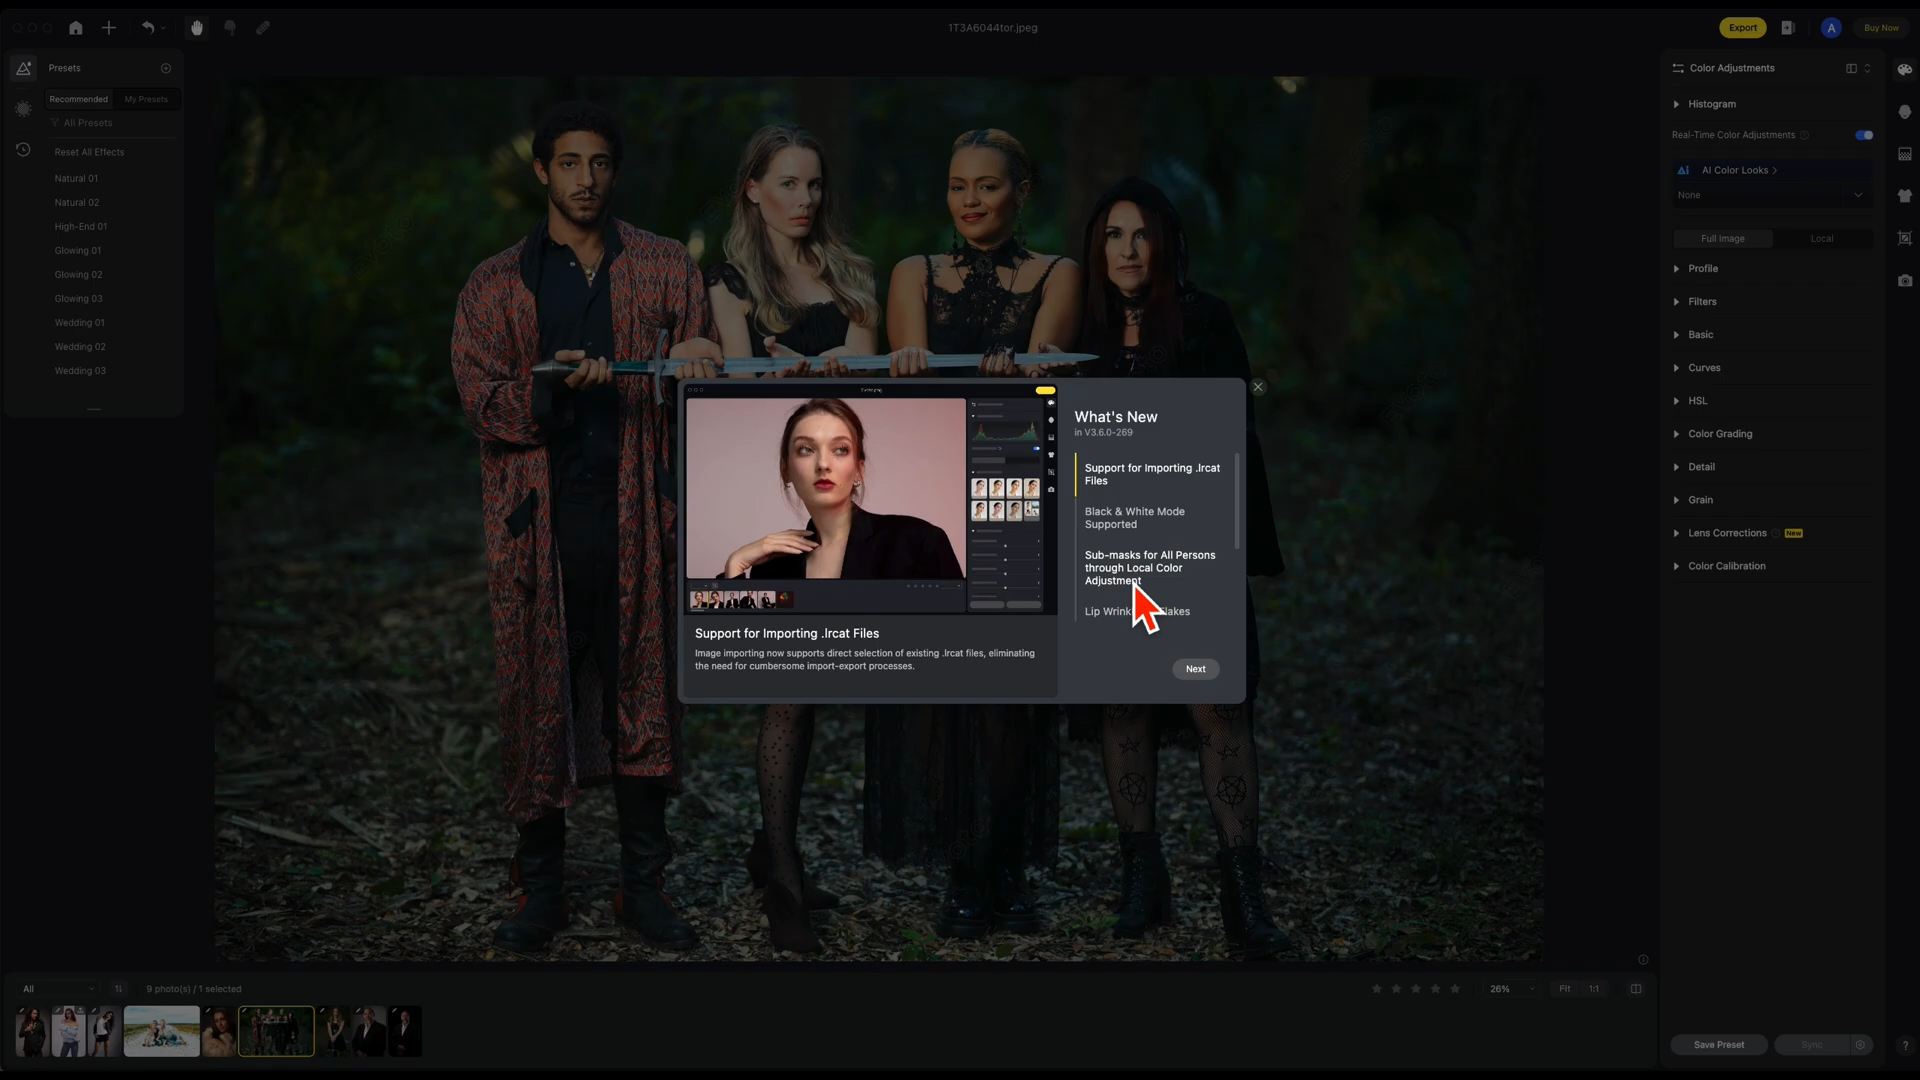 1T3A6044tor.jpeg
Export
A
Buy Now
Presets
Recommended
My Presets
All Presets
Reset All Effects
Natural 01
Natural 02
High-End 01
Glowing 01
Glowing 02
Glowing 03
Wedding 01
Wedding 02
Wedding 03
What's New
in V3.6.0-269
Support for Importing .lrcat
Files
Black & White Mode
Supported
Sub-masks for All Persons
through Local Color
Adjustment
Next
Support for Importing .lrcat Files
Image importing now supports direct selection of existing .lrcat files, eliminating
the need for cumbersome import-export processes.
Color Adjustments
Histogram
Real-Time Color Adjustments
Ai AI Color Looks >
None
Full Image
Local
Profile
Filters
Basic
Curves
HSL
Color Grading
Detail
Grain
Lens Corrections New
Color Calibration
All
9 photo(s) / 1 selected
26%
Fit
1:1
Save Preset
Sync
?